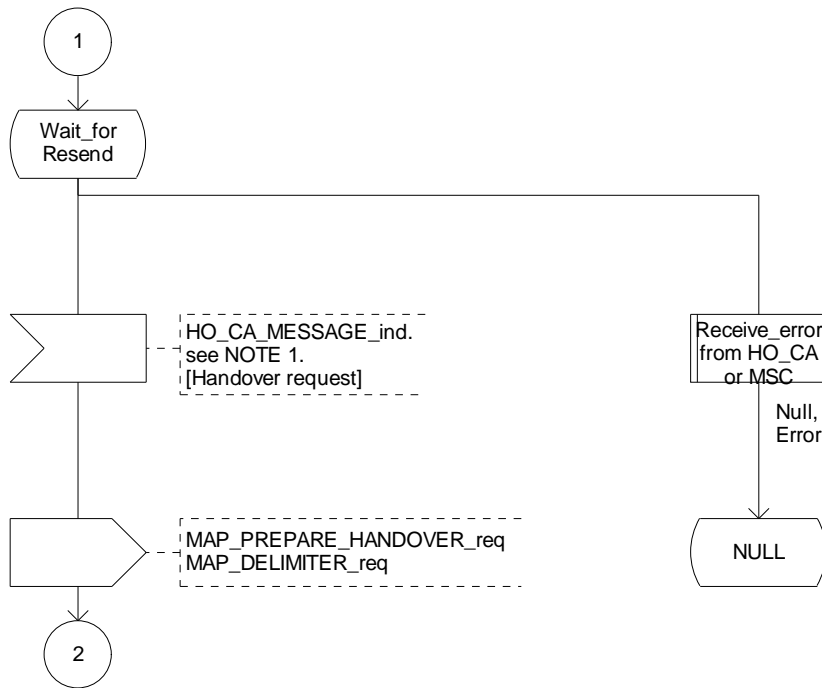 1
Wait_for
Resend
HO_CA_MESSAGE_ind.
see NOTE 1.
[Handover request]
Receive_error
from HO_CA
or MSC
Null,
Error
MAP_PREPARE_HANDOVER_req
MAP_DELIMITER_req
NULL
2